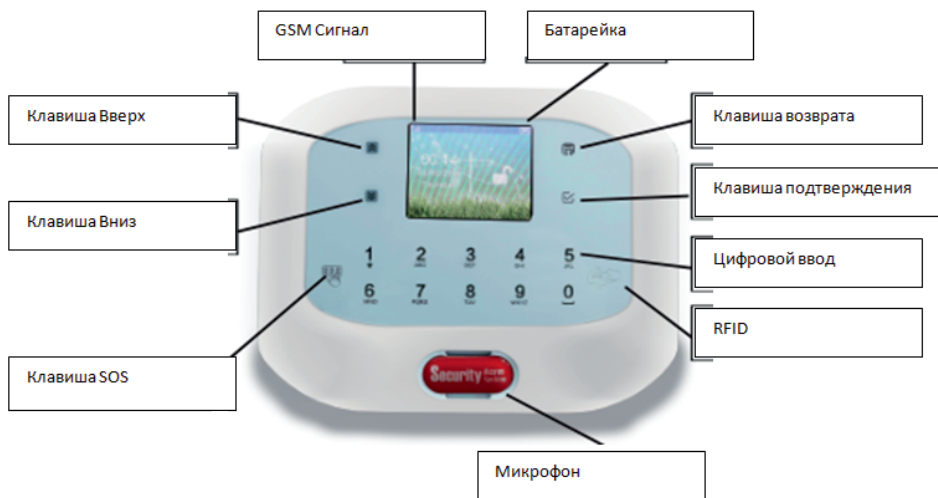 GSM Сигнал
Батарейка
Клавиша Вверх
Клавиша возврата
Клавиша подтверждения
Клавиша Вниз
Цифровой ввод
1 2 3 4 5
6 7 8 9 0
RFID
Клавиша SOS
Security
Микрофон